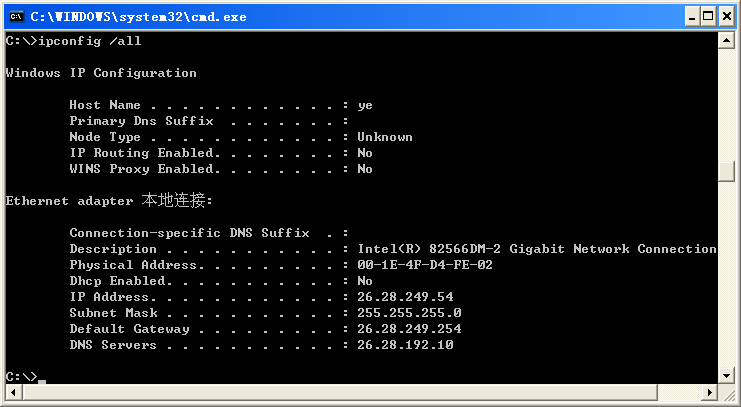 C:\WINDOWS\system32\cmd.exe
C:\>ipconfig /all
Windows IP Configuration
Host Name . . . . . . . . . . . . : ye
Primary Dns Suffix  . . . . . . . :
Node Type . . . . . . . . . . . . : Unknown
IP Routing Enabled. . . . . . . . : No
WINS Proxy Enabled. . . . . . . . : No
Ethernet adapter 本地连接:
Connection-specific DNS Suffix  . :
Description . . . . . . . . . . . : Intel(R) 82566DM-2 Gigabit Network Connection
Physical Address. . . . . . . . . : 00-1E-4F-D4-FE-02
Dhcp Enabled. . . . . . . . . . . : No
IP Address. . . . . . . . . . . . : 26.28.249.54
Subnet Mask . . . . . . . . . . . : 255.255.255.0
Default Gateway . . . . . . . . . : 26.28.249.254
DNS Servers . . . . . . . . . . . : 26.28.192.10
C:\>